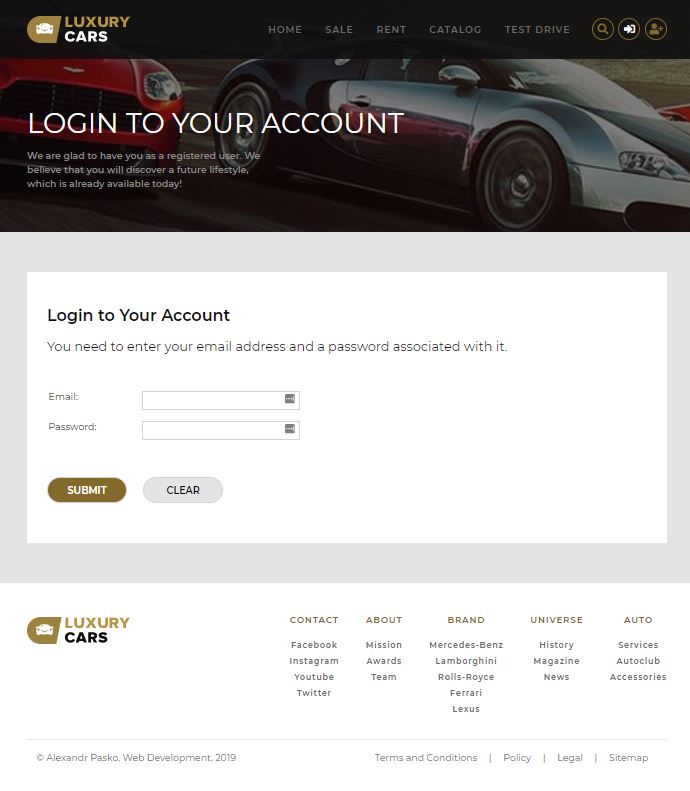 LUXURY
CARS
HOME SALE RENT CATALOG TEST DRIVE
LOGIN TO YOUR ACCOUNT
We are glad to have you as a registered user. We
believe that you will discover a future lifestyle,
which is already available today!
Login to Your Account
You need to enter your email address and a password associated with it.
Email:
Password:
SUBMIT CLEAR
LUXURY
CARS
CONTACT ABOUT BRAND UNIVERSE AUTO
Facebook Mission Mercedes-Benz History Services
Instagram Awards Lamborghini Magazine Autoclub
Youtube Team Rolls-Royce News Accessories
Twitter Ferrari
Lexus
© Alexandr Pasko, Web Development, 2019 Terms and Conditions | Policy | Legal | Sitemap